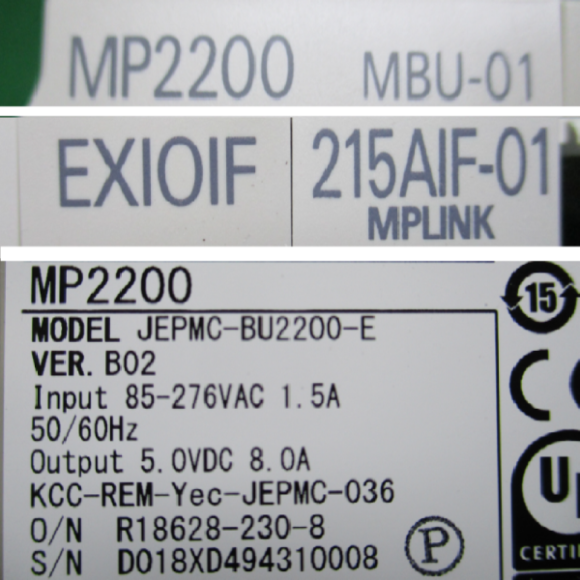 MP2200 MBU-01
EXIOIF 215AIF-01
MPLINK
MP2200
MODEL JEPMC-BU2200-E
VER. B02
Input 85-276VAC 1.5A
50/60Hz
Output 5.0VDC 8.0A
KCC-REM-Yec-JEPMC-036
O/N R18628-230-8
S/N D018XD494310008
P
15
C
U
CERTI